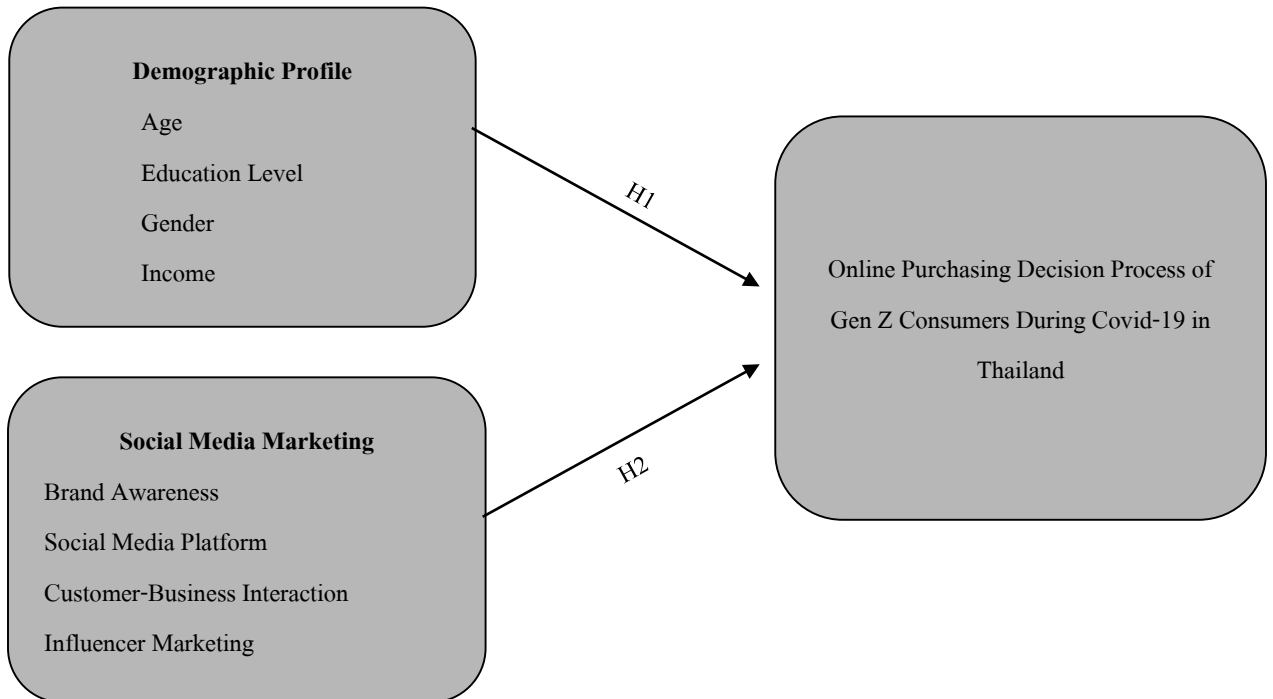 Demographic Profile
Age
Education Level
Gender
Income
H1
Social Media Marketing
Brand Awareness
Social Media Platform
Customer-Business Interaction
Influencer Marketing
H2
Online Purchasing Decision Process of
Gen Z Consumers During Covid-19 in
Thailand